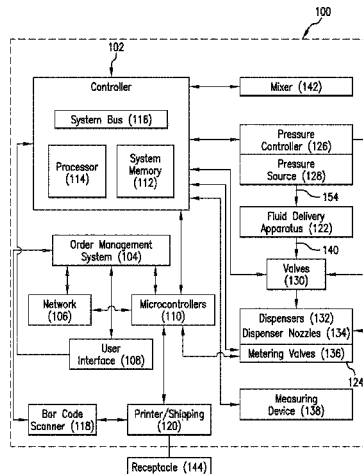 100
102
Controller
System Bus (116)
Processor
(114)
System
Memory
(112)
Mixer (142)
Pressure
Controller (126)
Pressure
Source (128)
154
Fluid Delivery
Apparatus (122)
140
Valves
(130)
Order Management
System (104)
Network
(106)
Microcontrollers
(110)
User
Interface (108)
Dispensers (132)
Dispenser Nozzles (134)
Metering Valves (136)
124
Bar Code
Scanner (118)
Printer/Shipping
(120)
Measuring
Device (138)
Receptacle (144)